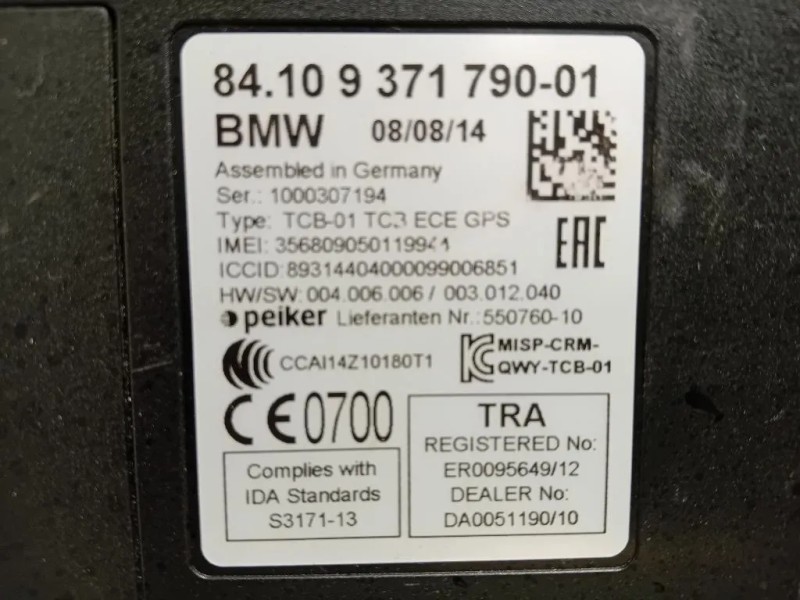 84.10 9 371 790-01
BMW 08/08/14
Assembled in Germany
Ser.: 1000307194
Type: TCB-01 TCB ECE GPS
IMEI: 356809050119941
ICCID: 89314404000099006851
HW/SW: 004.006.006 / 003.012.040
peiker Lieferanten Nr.: 550760-10
CCAI14Z10180T1
MISP-CRM-
QWY-TCB-01
CE 0700
EAC
Complies with
IDA Standards
S3171-13
TRA
REGISTERED No:
ER0095649/12
DEALER No:
DA0051190/10